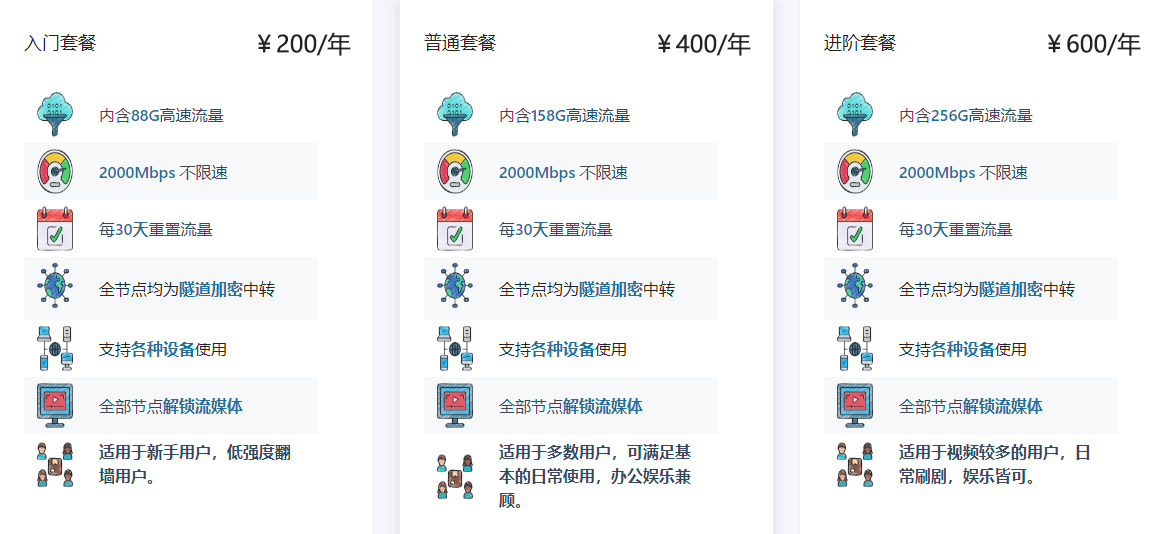 入门套餐
¥200/年
内含88G高速流量
2000Mbps 不限速
每30天重置流量
全节点均为隧道加密中转
支持各种设备使用
全部节点解锁流媒体
适用于新手用户，低强度翻
墙用户。
普通套餐
¥400/年
内含158G高速流量
2000Mbps 不限速
每30天重置流量
全节点均为隧道加密中转
支持各种设备使用
全部节点解锁流媒体
适用于多数用户，可满足基
本的日常使用，办公娱乐兼
顾。
进阶套餐
¥600/年
内含256G高速流量
2000Mbps 不限速
每30天重置流量
全节点均为隧道加密中转
支持各种设备使用
全部节点解锁流媒体
适用于视频较多的用户，日
常刷剧，娱乐皆可。